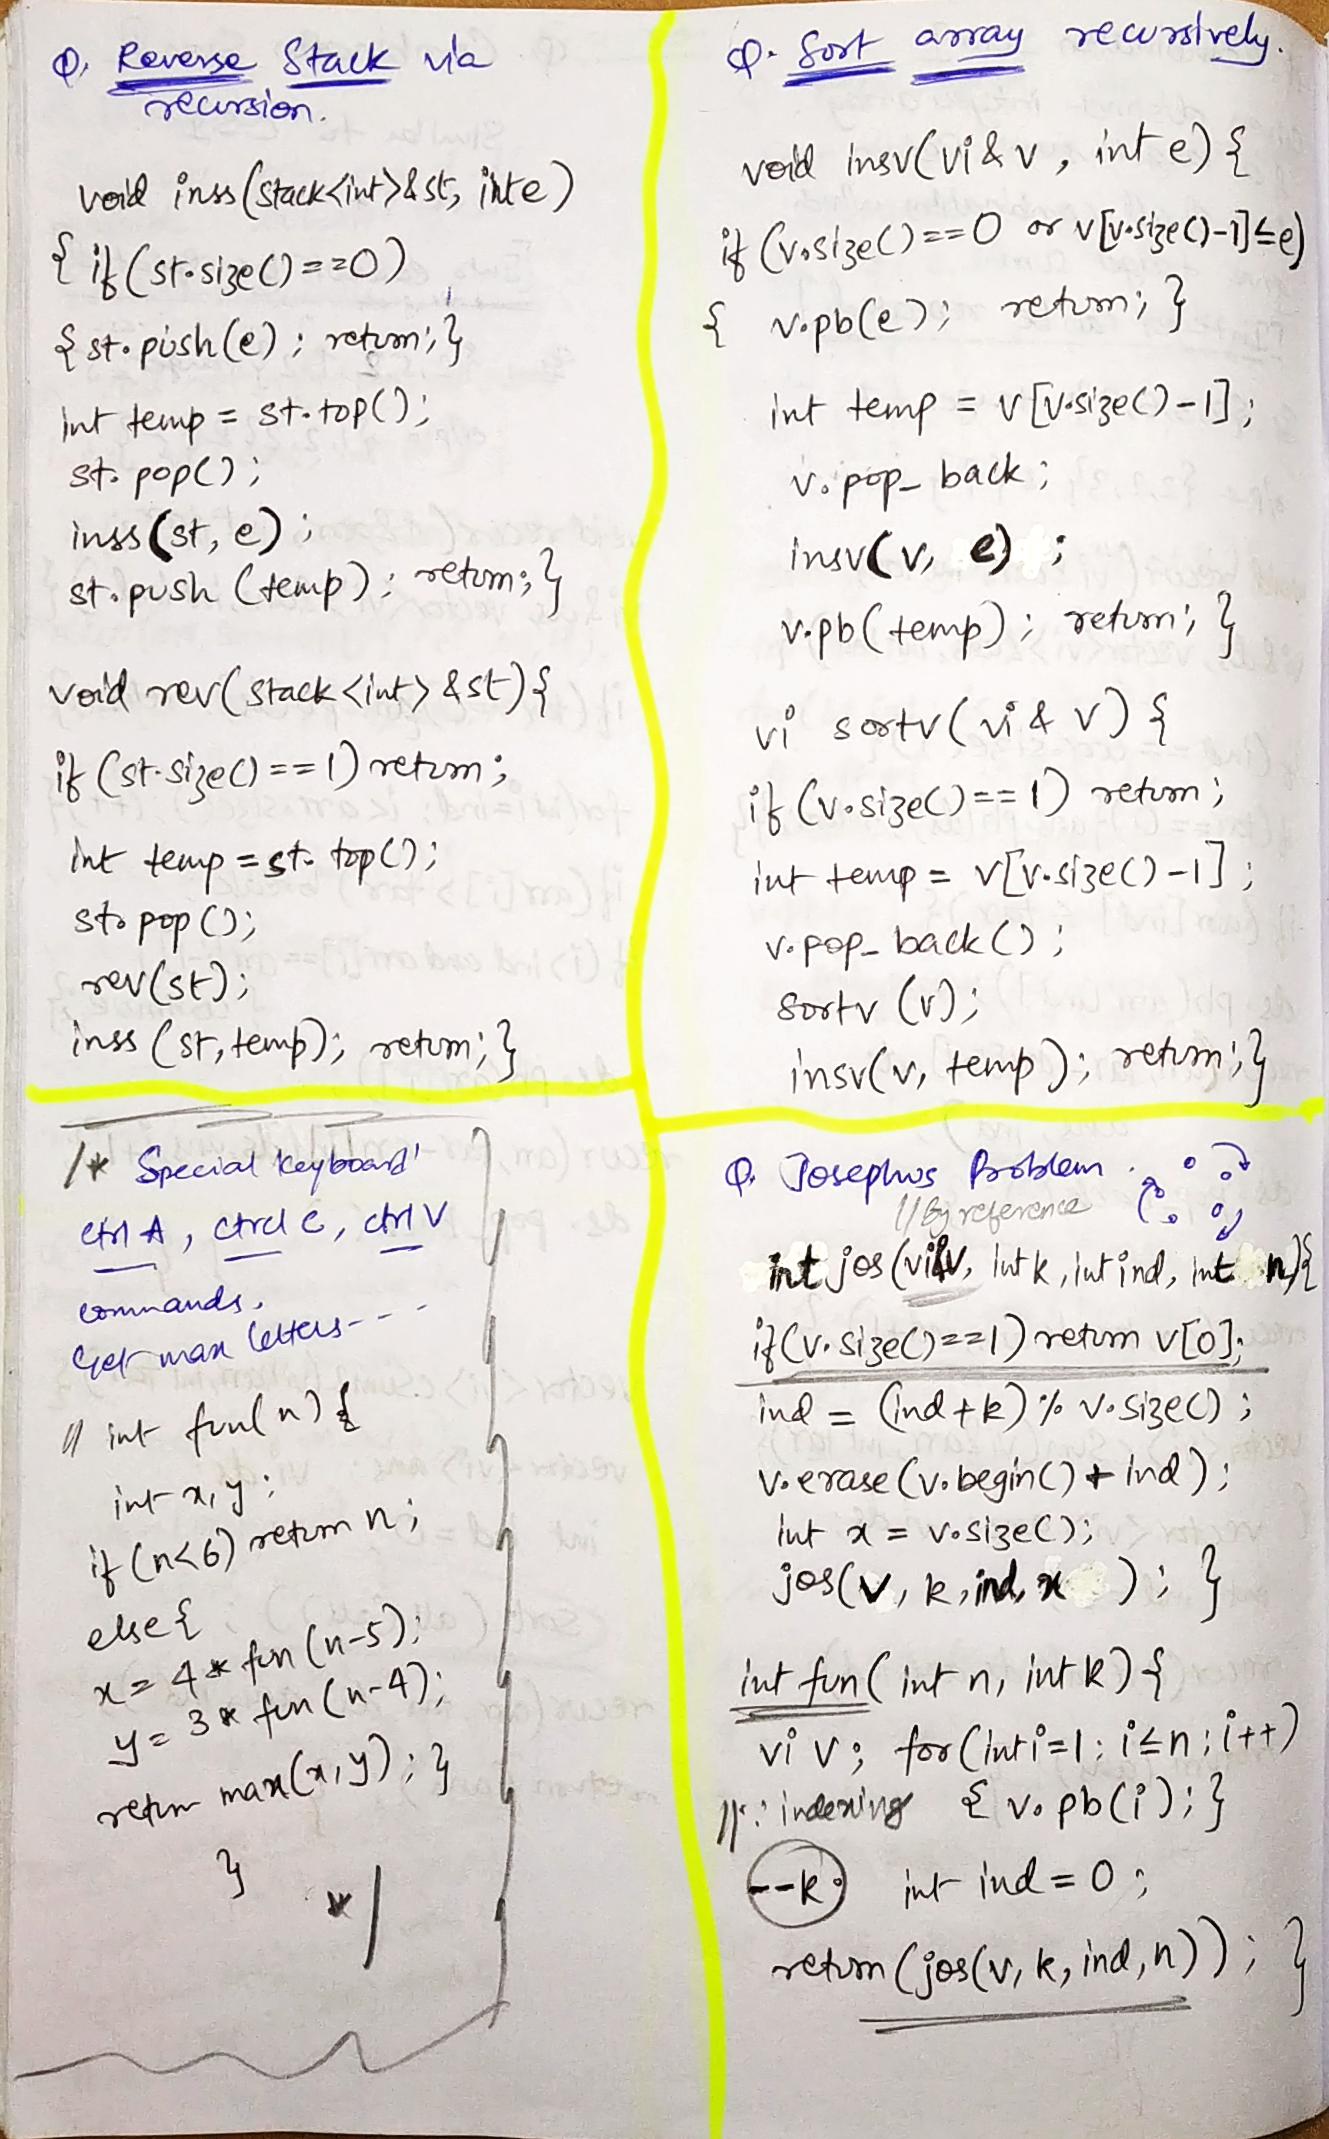 Q. Reverse Stack via
recursion.
void inss(stack<int>&st, int e)
{ if (st.size()==0)
{ st.push(e); return; }
int temp = st.top();
st.pop();
inss(st, e);
st.push (temp); return; }
void rev(stack<int>&st){
if (st.size()==1) return;
int temp = st.top();
st.pop();
rev(st);
inss (st, temp); return; }
/* Special Keyboard'
ctrl A, ctrcl C, ctrl V
commands.
Get max letters---
// int fun(n){
int x,y;
if (n<6) return n;
else{
x= 4* fun (n-5);
y= 3* fun (n-4);
return max(x,y); }
}
*/
Q. Sort array recursively.
void insv(vi&v, int e) {
if (v.size()==0 or v[v.size()-1]≤e)
{ v.pb(e); return; }
int temp = v[v.size()-1];
v.pop_back;
insv(v, e);
v.pb(temp); return; }
vi sortv(vi& v) {
if (v.size()==1) return;
int temp = v[v.size()-1];
v.pop_back();
sortv (v);
insv(v, temp); return; }
Q. Josephus Problem.
//By reference
int jos(vi&v, int k, int ind, int n){
if(v.size()==1) return v[0];
ind = (ind+k)% v.size();
v.erase(v.begin() + ind);
int x = v.size();
jos(v, k, ind, x); }
int fun( int n, int k) {
vi v; for(int i=1; i≤n; i++)
//∵ indexing { v.pb(i); }
--k; int ind = 0;
return (jos(v, k, ind, n)); }